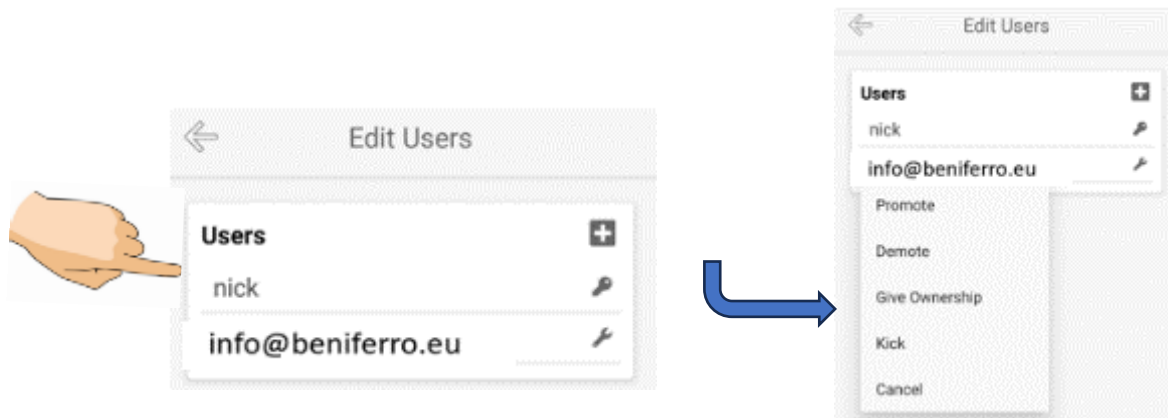 Edit Users
Users
nick
info@beniferro.eu
Edit Users
Users
nick
info@beniferro.eu
Promote
Demote
Give Ownership
Kick
Cancel